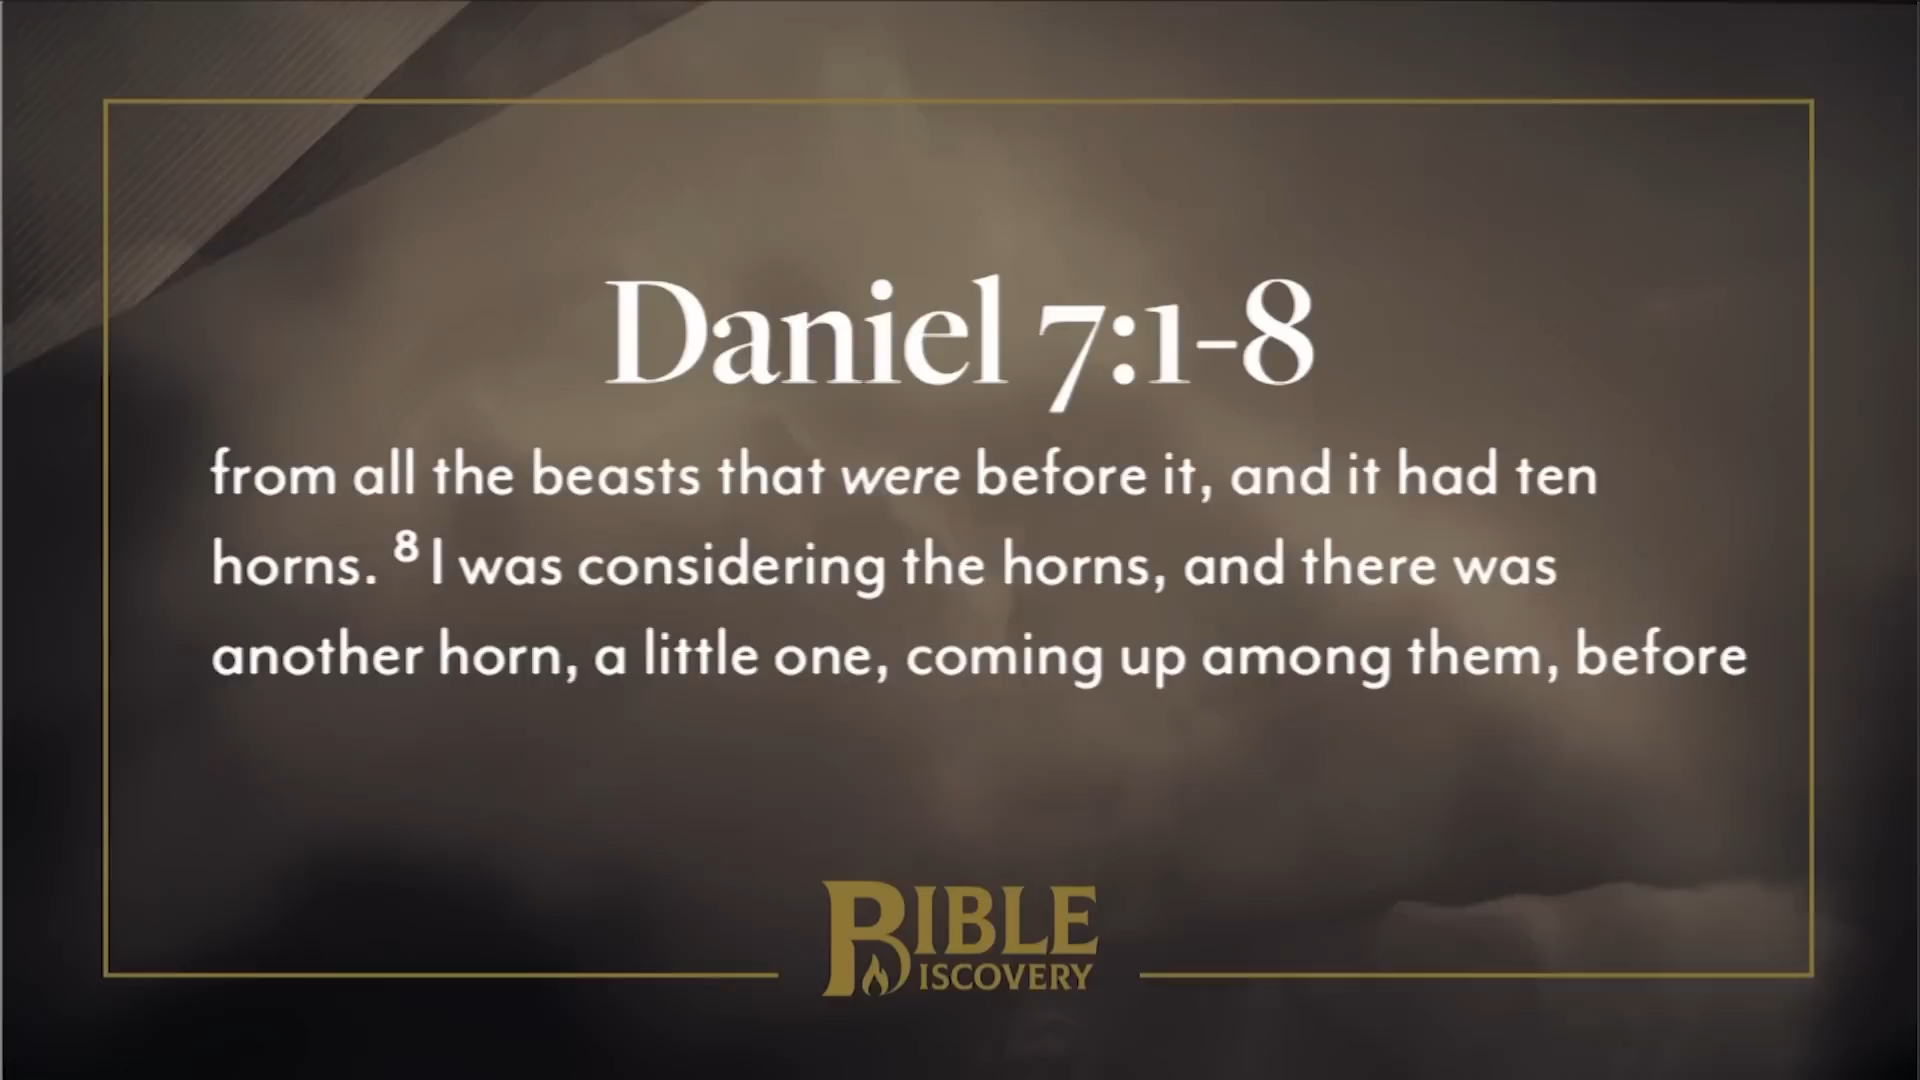 Daniel 7:1-8
from all the beasts that were before it, and it had ten
horns. 8 I was considering the horns, and there was
another horn, a little one, coming up among them, before
BIBLE
DISCOVERY